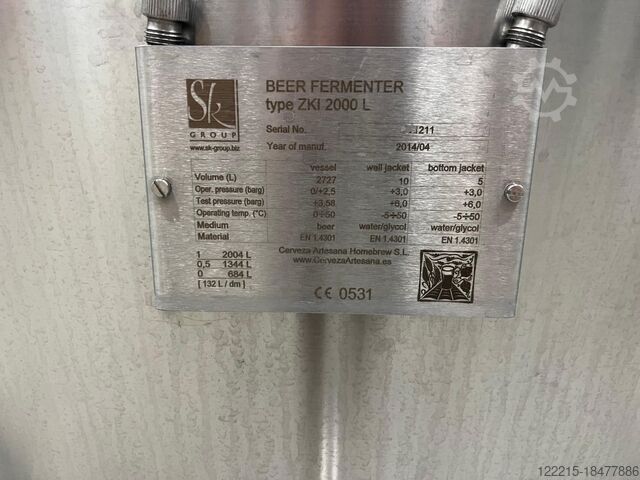 Sk
GROUP
www.sk-group.biz
BEER FERMENTER
type ZKI 2000 L
Serial No. 211
Year of manuf. 2014/04
vessel well jacket bottom jacket
Volume (L) 2727 10 5
Oper. pressure (barg) 0/+2,5 +3,0 +3,0
Test pressure (barg) +3,58 +6,0 +6,0
Operating temp. (°C) 0÷50 -5÷50 -5÷50
Medium beer water/glycol water/glycol
Material EN 1.4301 EN 1.4301 EN 1.4301
1 2004 L
0,5 1344 L
0 684 L
[ 132 L / dm ]
Cerveza Artesana Homebrew S.L.
www.CervezaArtesana.es
CE 0531
122215-18477886